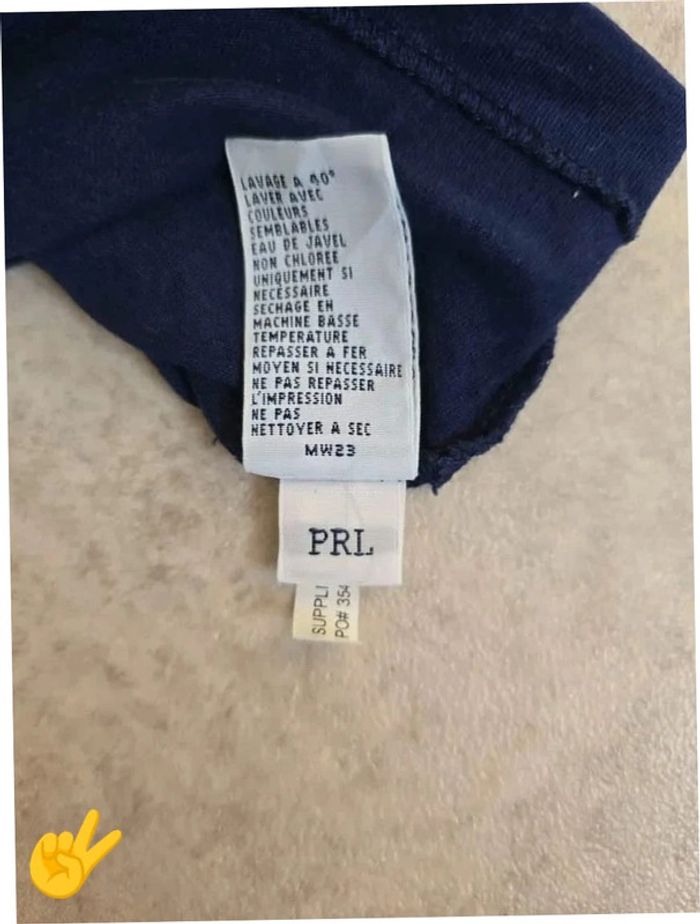 LAVAGE A 40°
LAVER AVEC
COULEURS
SEMBLABLES
EAU DE JAVEL
NON CHLOREE
UNIQUEMENT SI
NECESSAIRE
SECHAGE EN
MACHINE BASSE
TEMPERATURE
REPASSER A FER
MOYEN SI NECESSAIRE
NE PAS REPASSER
L'IMPRESSION
NE PAS
NETTOYER A SEC
MW23
PRL
SUPPLI
PO# 354